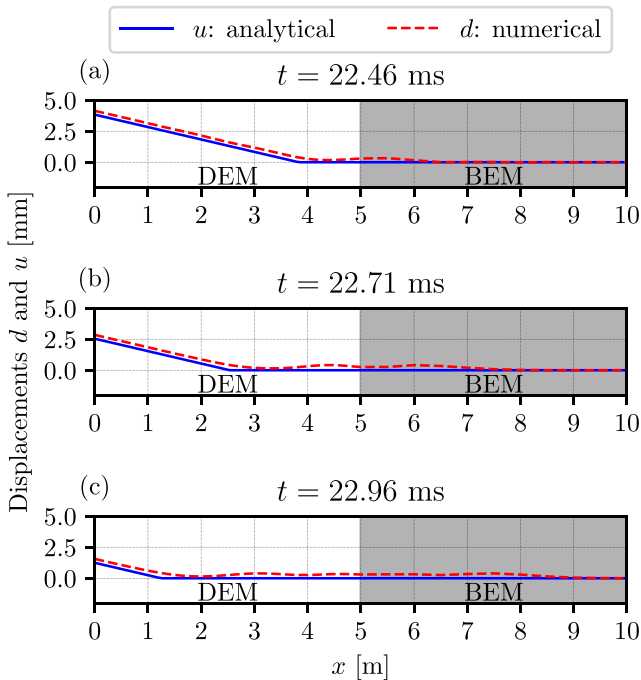 u: analytical d: numerical
(a) t = 22.46 ms
5.0
2.5
0.0
DEM BEM
0 1 2 3 4 5 6 7 8 9 10
(b) t = 22.71 ms
5.0
2.5
0.0
DEM BEM
0 1 2 3 4 5 6 7 8 9 10
(c) t = 22.96 ms
5.0
2.5
0.0
DEM BEM
0 1 2 3 4 5 6 7 8 9 10
x [m]
Displacements d and u [mm]